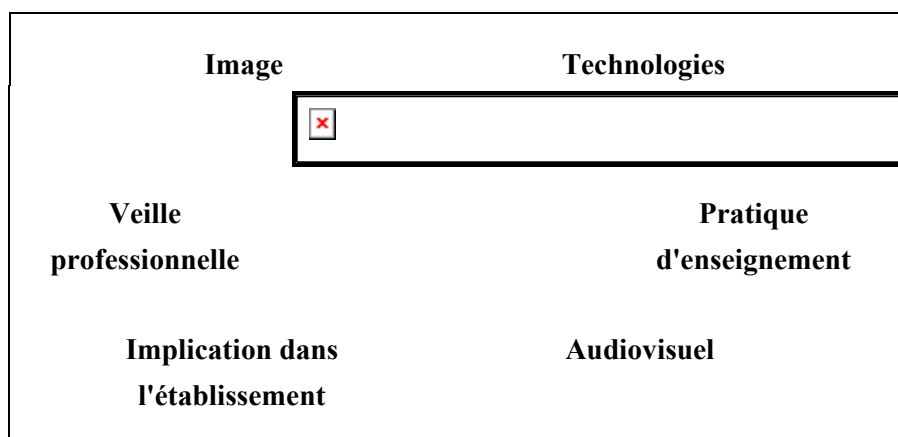 Image Technologies
Veille Pratique
professionnelle d'enseignement
Implication dans Audiovisuel
l'établissement